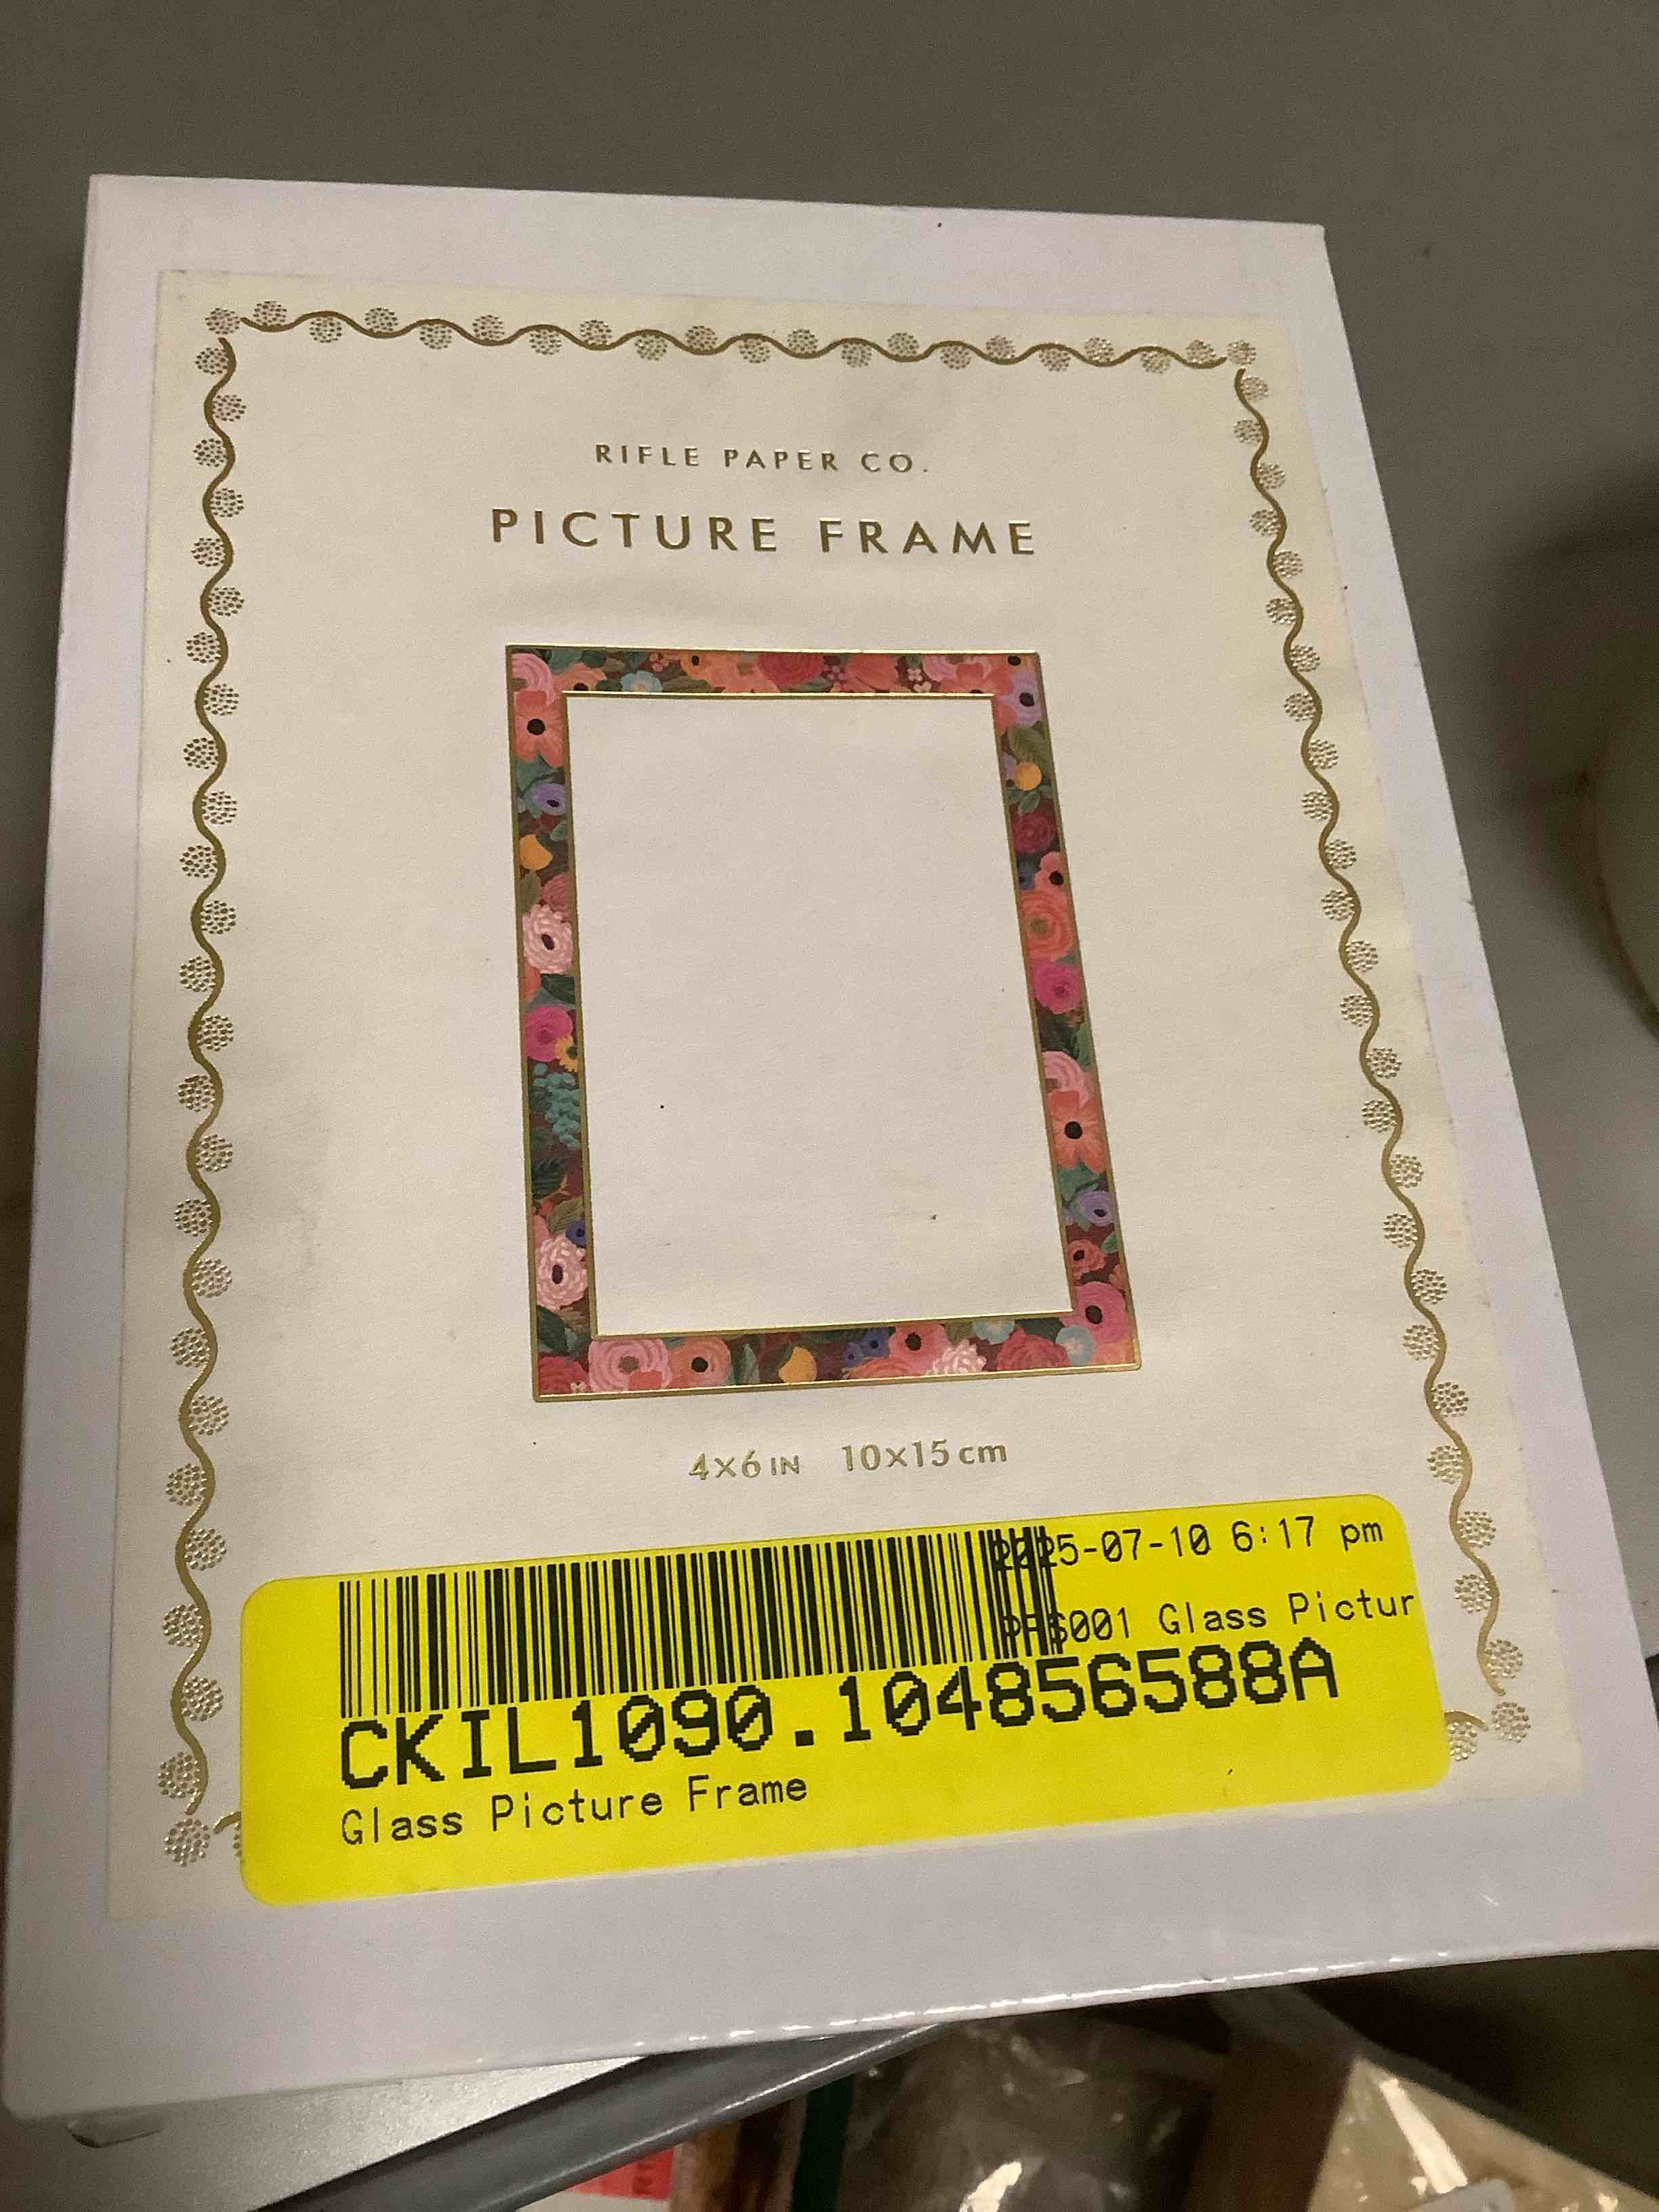 RIFLE PAPER CO.
PICTURE FRAME
4×6 IN 10×15 cm
2025-07-10 6:17 pm
Glass Pictur
CKIL1090.104856588A
Glass Picture Frame